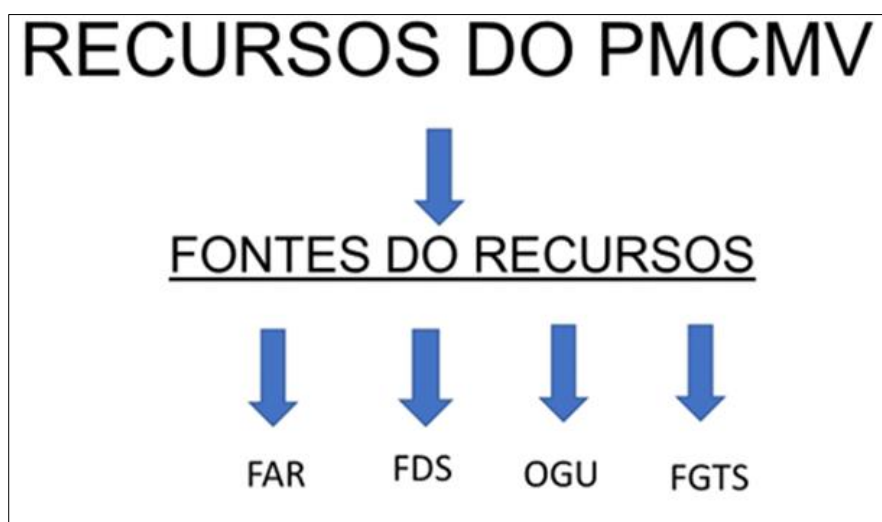 RECURSOS DO PMCMV
FONTES DO RECURSOS
FAR FDS OGU FGTS